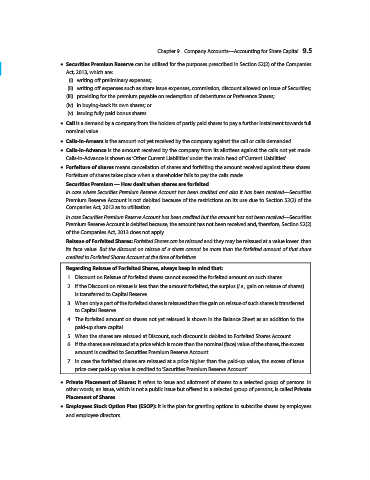 Chapter 9 Company Accounts—Accounting for Share Capital 9.5
• Securities Premium Reserve can be utilised for the purposes prescribed in Section 52(2) of the Companies
Act, 2013, which are:
(i) writing off preliminary expenses;
(ii) writing off expenses such as share issue expenses, commission, discount allowed on issue of Securities;
(iii) providing for the premium payable on redemption of debentures or Preference Shares;
(iv) in buying-back its own shares; or
(v) issuing fully paid bonus shares
• Call is a demand by a company from the holders of partly paid shares to pay a further instalment towards full
nominal value
• Calls-in-Arrears is the amount not yet received by the company against the call or calls demanded
• Calls-in-Advance is the amount received by the company from its allottees against the calls not yet made
Calls-in-Advance is shown as 'Other Current Liabilities' under the main head of 'Current Liabilities'
• Forfeiture of shares means cancellation of shares and forfeiting the amount received against these shares
Forfeiture of shares takes place when a shareholder fails to pay the calls made
Securities Premium — How dealt when shares are forfeited
In case where Securities Premium Reserve Account has been credited and also it has been received—Securities
Premium Reserve Account is not debited because of the restrictions on its use due to Section 52(2) of the
Companies Act, 2013 as to utilisation
In case Securities Premium Reserve Account has been credited but the amount has not been received—Securities
Premium Reserve Account is debited because, the amount has not been received and, therefore, Section 52(2)
of the Companies Act, 2013 does not apply
Reissue of Forfeited Shares: Forfeited Shares can be reissued and they may be reissued at a value lower than
its face value But the discount on reissue of a share cannot be more than the forfeited amount of that share
credited to Forfeited Shares Account at the time of forfeiture
Regarding Reissue of Forfeited Shares, always keep in mind that:
1 Discount on Reissue of Forfeited shares cannot exceed the forfeited amount on such shares
2 If the Discount on reissue is less than the amount forfeited, the surplus (i e , gain on reissue of shares)
is transferred to Capital Reserve
3 When only a part of the forfeited shares is reissued then the gain on reissue of such shares is transferred
to Capital Reserve
4 The forfeited amount on shares not yet reissued is shown in the Balance Sheet as an addition to the
paid-up share capital
5 When the shares are reissued at Discount, such discount is debited to Forfeited Shares Account
6 If the shares are reissued at a price which is more than the nominal (face) value of the shares, the excess
amount is credited to Securities Premium Reserve Account
7 In case the forfeited shares are reissued at a price higher than the paid-up value, the excess of issue
price over paid-up value is credited to 'Securities Premium Reserve Account'
• Private Placement of Shares: It refers to issue and allotment of shares to a selected group of persons In
other words, an issue, which is not a public issue but offered to a selected group of persons, is called Private
Placement of Shares
• Employees Stock Option Plan (ESOP): It is the plan for granting options to subscribe shares by employees
and employee directors